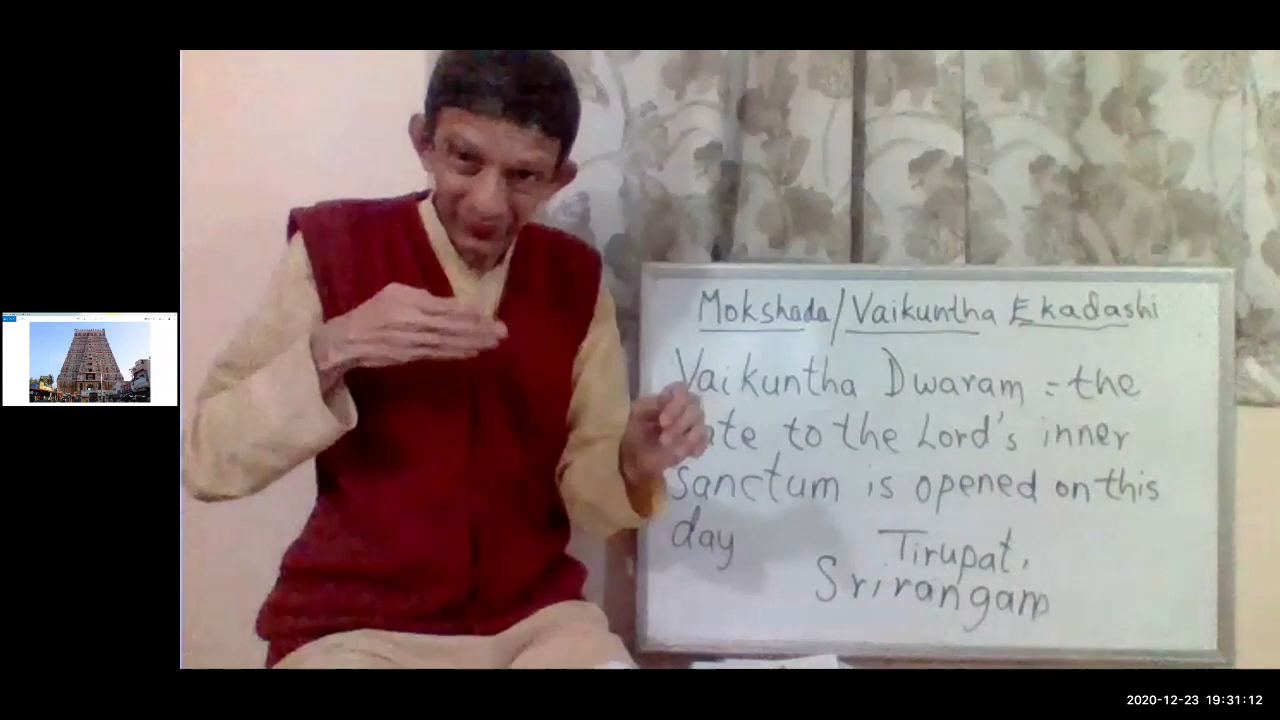 Mokshada/Vaikuntha Ekadashi
Vaikuntha Dwaram = the
to the Lord's inner
Sanctum is opened on this
day
Tirupati
Srirangam
2020-12-23 19:31:12